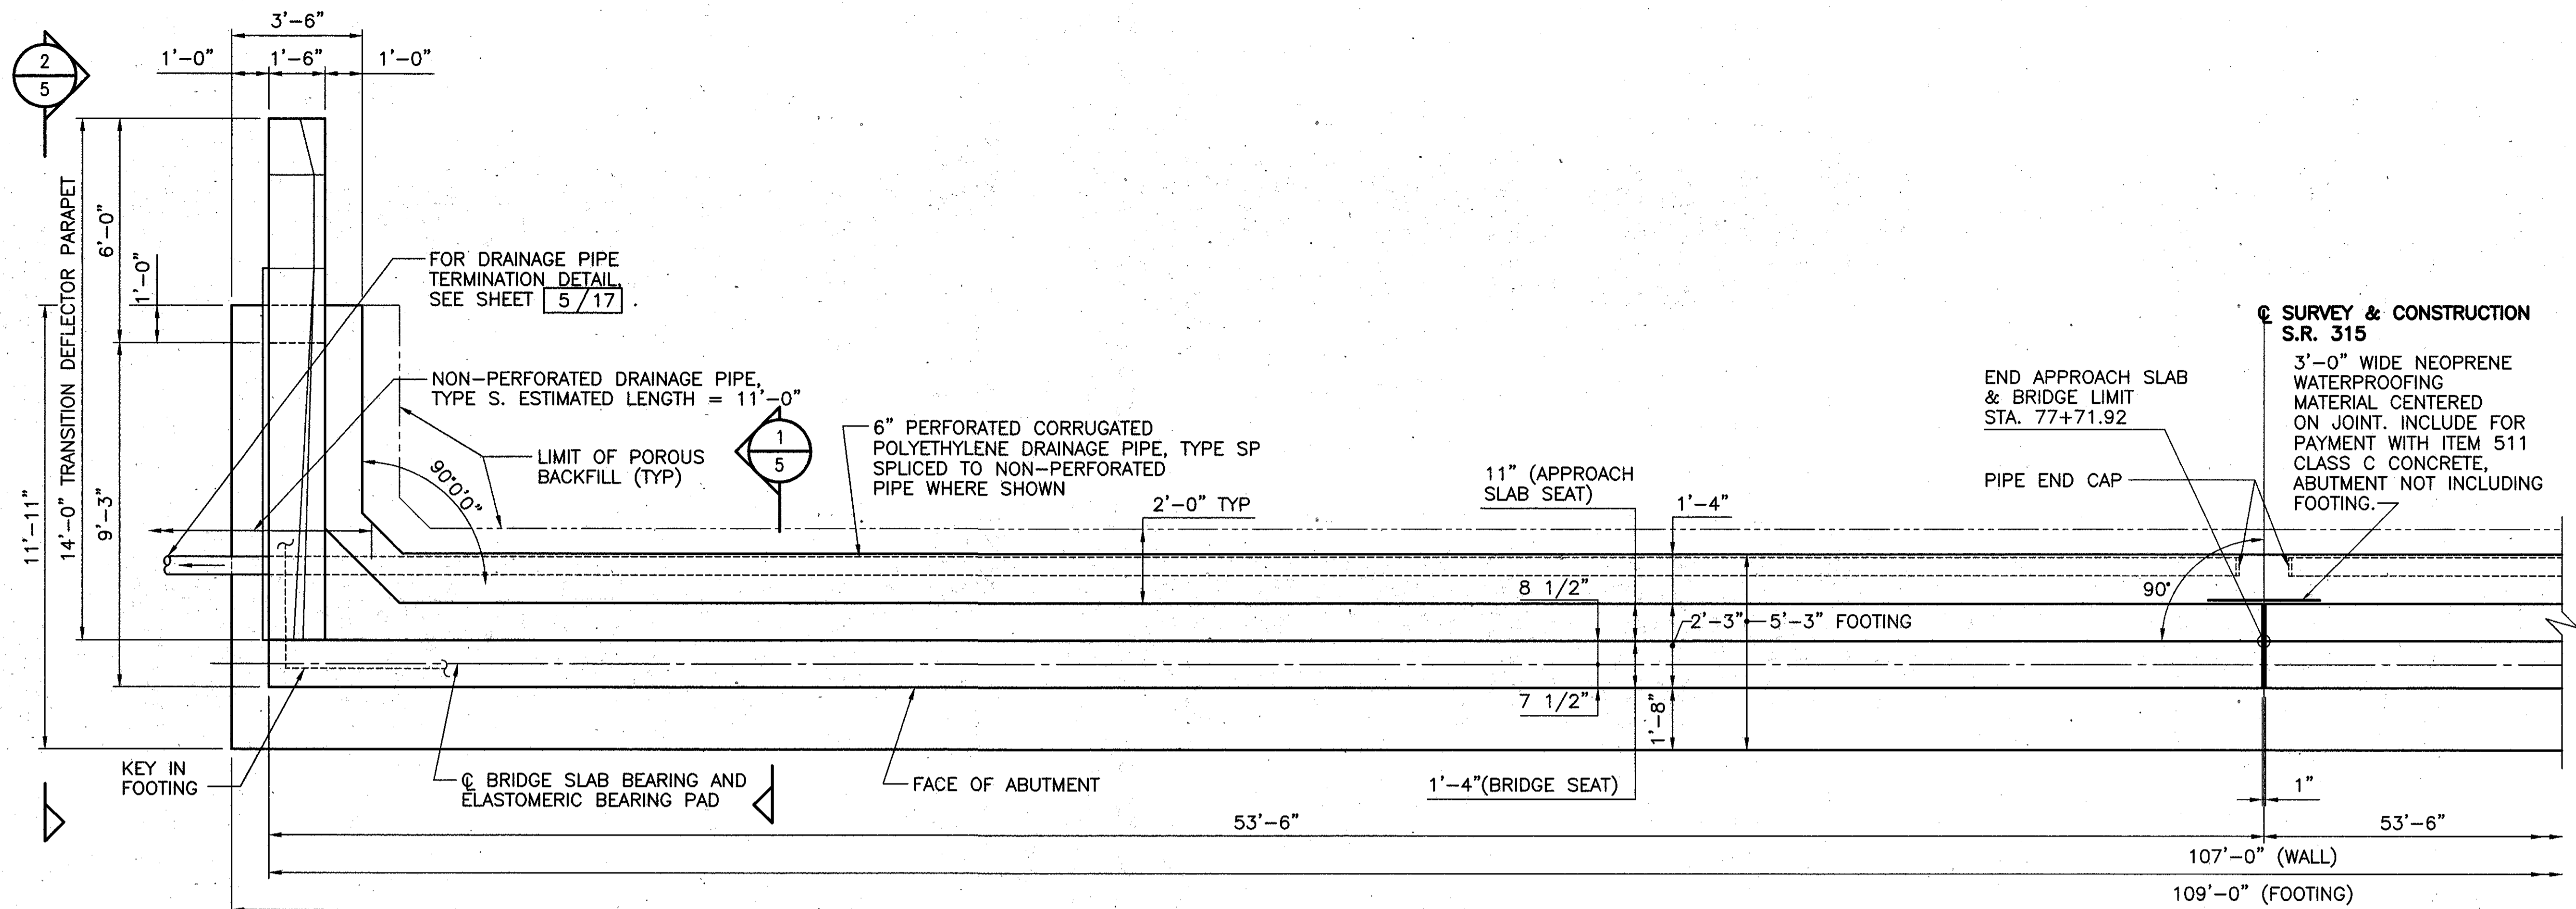 3'-6"
1'-0"
1'-6"
1'-0"
2
5
14'-0" TRANSITION DEFLECTOR PARAPET
6'-0"
1'-0"
11'-11"
9'-3"
FOR DRAINAGE PIPE
TERMINATION DETAIL,
SEE SHEET 5/17 .
NON-PERFORATED DRAINAGE PIPE,
TYPE S. ESTIMATED LENGTH = 11'-0"
LIMIT OF POROUS
BACKFILL (TYP)
90°0'0"
1
5
6" PERFORATED CORRUGATED
POLYETHYLENE DRAINAGE PIPE, TYPE SP
SPLICED TO NON-PERFORATED
PIPE WHERE SHOWN
2'-0" TYP
11" (APPROACH
SLAB SEAT)
1'-4"
8 1/2"
2'-3"
5'-3" FOOTING
7 1/2"
1'-8"
1'-4"(BRIDGE SEAT)
℄ SURVEY & CONSTRUCTION
S.R. 315
3'-0" WIDE NEOPRENE
WATERPROOFING
MATERIAL CENTERED
ON JOINT. INCLUDE FOR
PAYMENT WITH ITEM 511
CLASS C CONCRETE,
ABUTMENT NOT INCLUDING
FOOTING.
END APPROACH SLAB
& BRIDGE LIMIT
STA. 77+71.92
PIPE END CAP
90°
KEY IN
FOOTING
℄ BRIDGE SLAB BEARING AND
ELASTOMERIC BEARING PAD
FACE OF ABUTMENT
1"
53'-6"
53'-6"
107'-0" (WALL)
109'-0" (FOOTING)